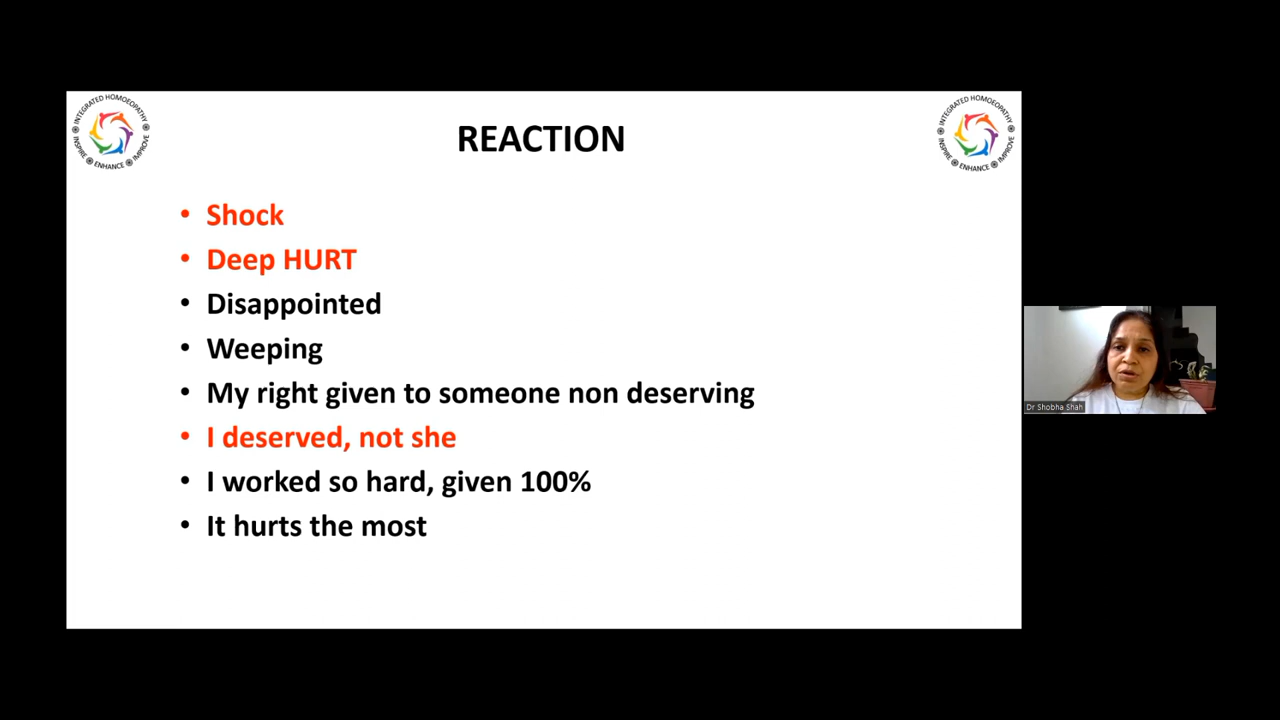 INTEGRATED HOMOEOPATHY
INSPIRE ENHANCE IMPROVE
REACTION
INTEGRATED HOMOEOPATHY
INSPIRE ENHANCE IMPROVE
• Shock
• Deep HURT
• Disappointed
• Weeping
• My right given to someone non deserving
• I deserved, not she
• I worked so hard, given 100%
• It hurts the most
Dr Shobha Shah